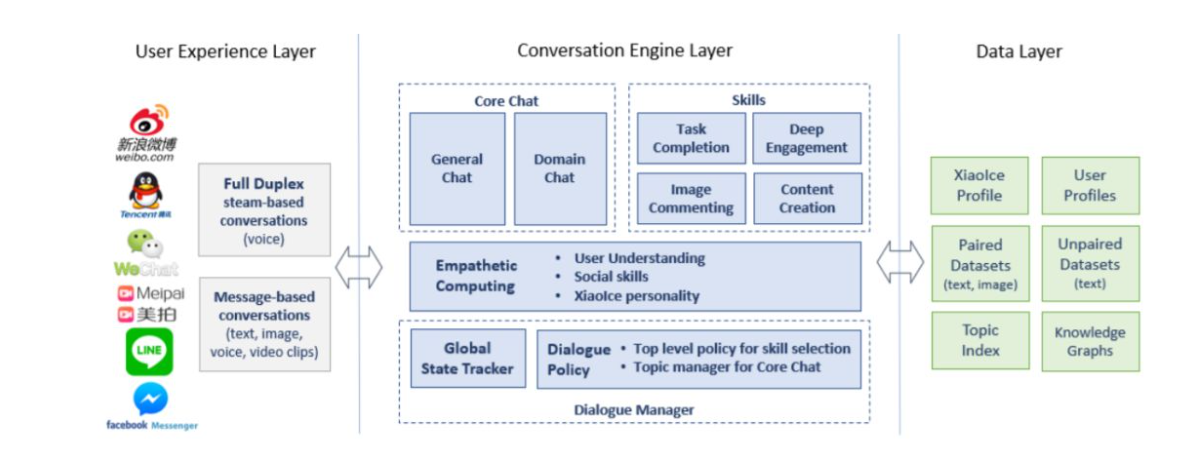 User Experience Layer
Conversation Engine Layer
Data Layer
新浪微博
weibo.com
Tencent 腾讯
WeChat
Meipai
美拍
LINE
facebook Messenger
Full Duplex
steam-based
conversations
(voice)
Message-based
conversations
(text, image,
voice, video clips)
Core Chat
General
Chat
Domain
Chat
Skills
Task
Completion
Deep
Engagement
Image
Commenting
Content
Creation
Empathetic
Computing
• User Understanding
• Social skills
• XiaoIce personality
Global
State Tracker
Dialogue
Policy
• Top level policy for skill selection
• Topic manager for Core Chat
Dialogue Manager
XiaoIce
Profile
User
Profiles
Paired
Datasets
(text, image)
Unpaired
Datasets
(text)
Topic
Index
Knowledge
Graphs